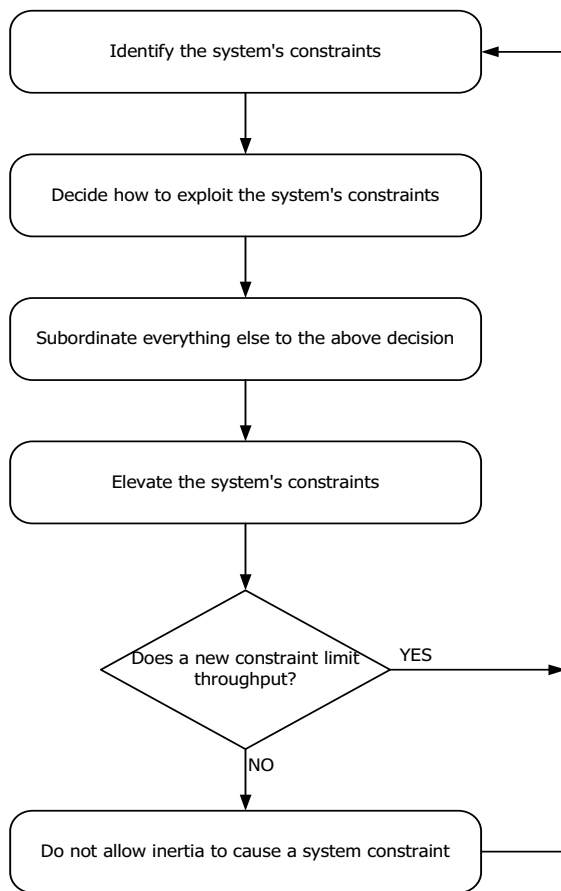 Identify the system's constraints
Decide how to exploit the system's constraints
Subordinate everything else to the above decision
Elevate the system's constraints
Does a new constraint limit
throughput?
YES
NO
Do not allow inertia to cause a system constraint